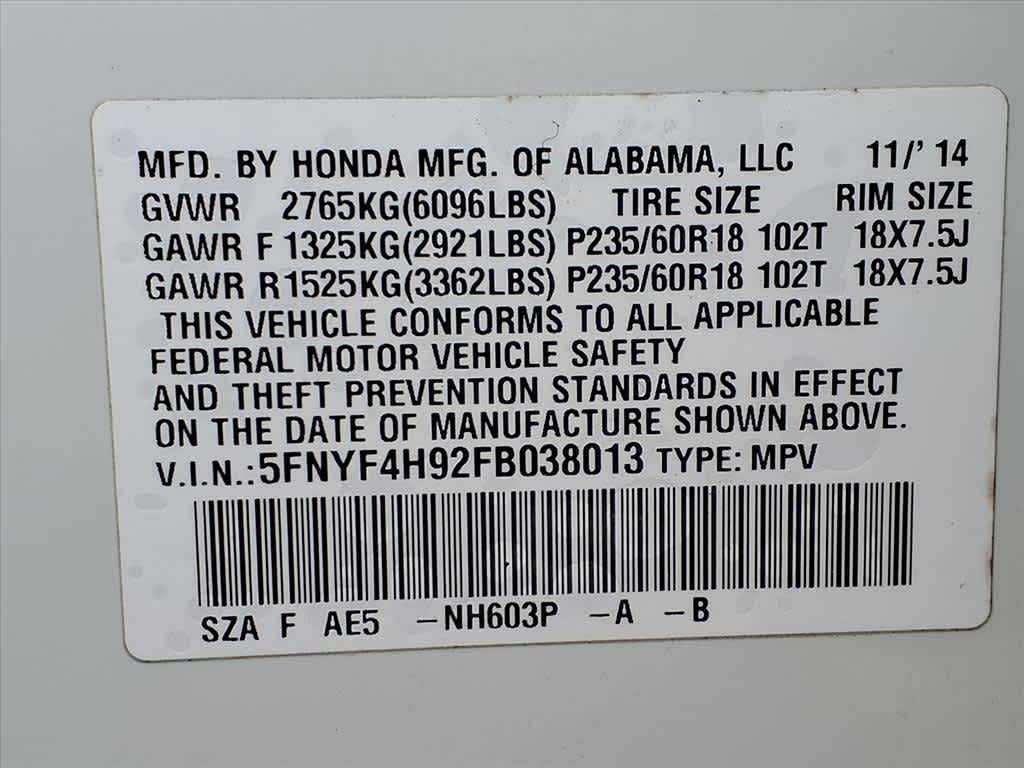 MFD. BY HONDA MFG. OF ALABAMA, LLC 11/' 14
GVWR 2765KG(6096LBS) TIRE SIZE RIM SIZE
GAWR F 1325KG(2921LBS) P235/60R18 102T 18X7.5J
GAWR R1525KG(3362LBS) P235/60R18 102T 18X7.5J
THIS VEHICLE CONFORMS TO ALL APPLICABLE
FEDERAL MOTOR VEHICLE SAFETY
AND THEFT PREVENTION STANDARDS IN EFFECT
ON THE DATE OF MANUFACTURE SHOWN ABOVE.
V.I.N.:5FNYF4H92FB038013 TYPE: MPV
SZA F AE5 –NH603P –A –B